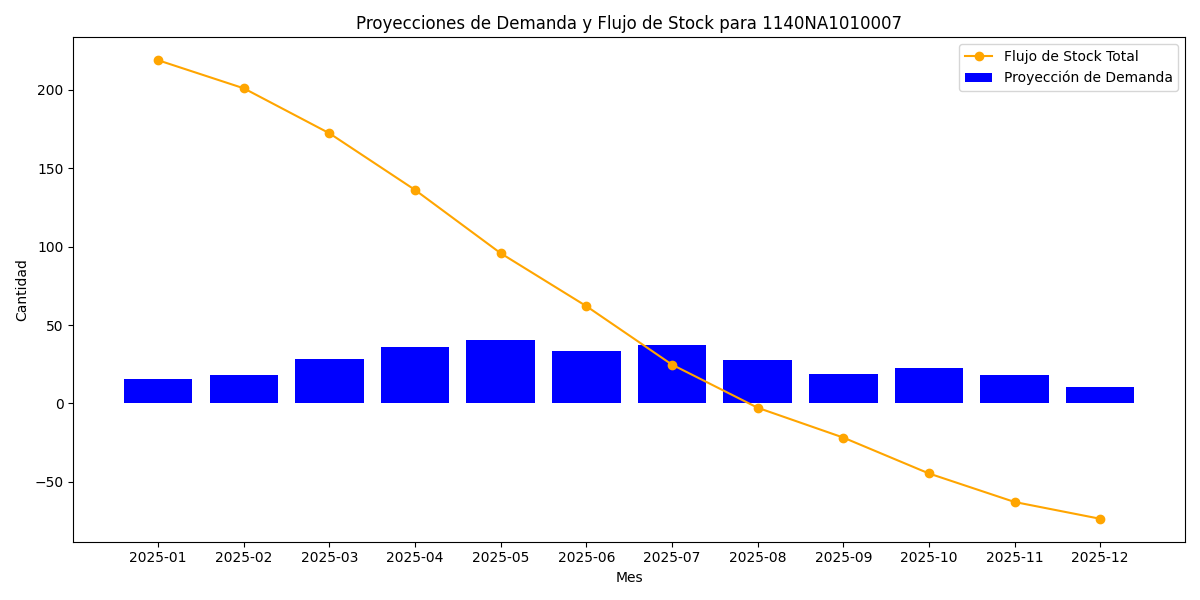 Proyecciones de Demanda y Flujo de Stock para 1140NA1010007
Flujo de Stock Total
Proyección de Demanda
Cantidad
200
150
100
50
0
−50
2025-01 2025-02 2025-03 2025-04 2025-05 2025-06 2025-07 2025-08 2025-09 2025-10 2025-11 2025-12
Mes